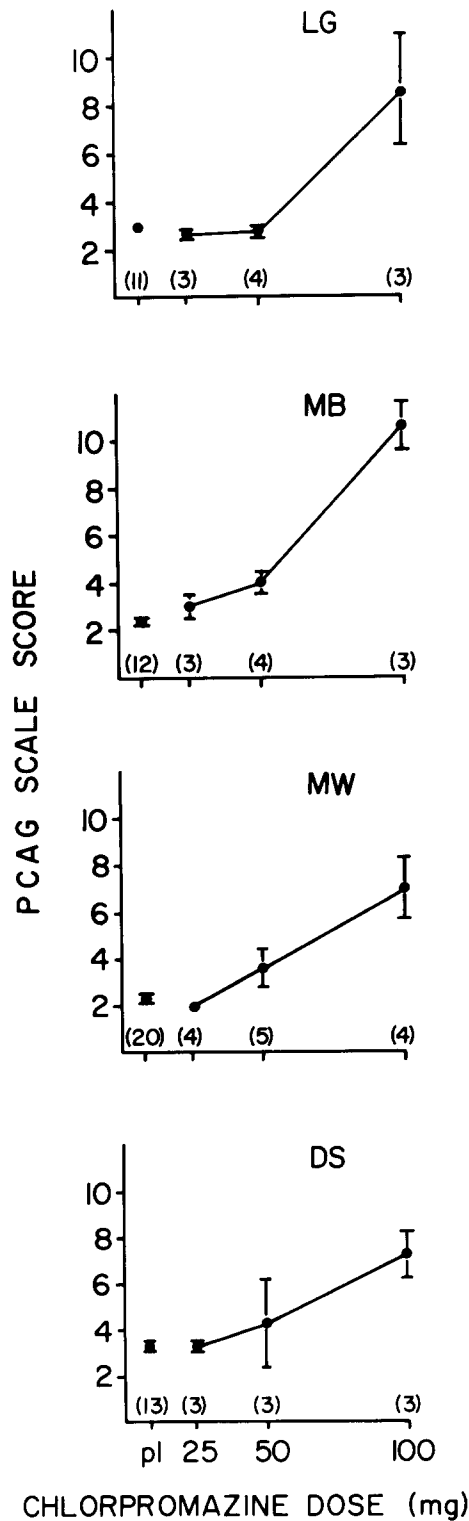 LG
10
8
6
4
2
(11) (3) (4) (3)
MB
10
8
6
4
2
(12) (3) (4) (3)
MW
10
8
6
4
2
(20) (4) (5) (4)
DS
10
8
6
4
2
(13) (3) (3) (3)
pl 25 50 100
CHLORPROMAZINE DOSE (mg)
PCAG SCALE SCORE